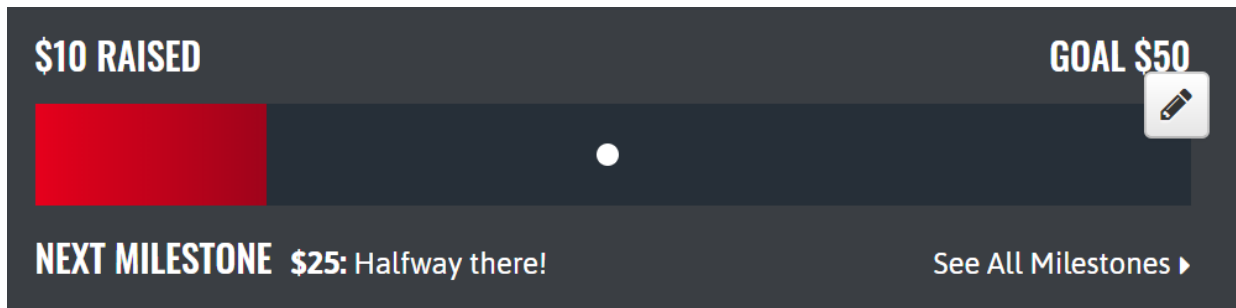 $10 RAISED GOAL $50
NEXT MILESTONE $25: Halfway there! See All Milestones